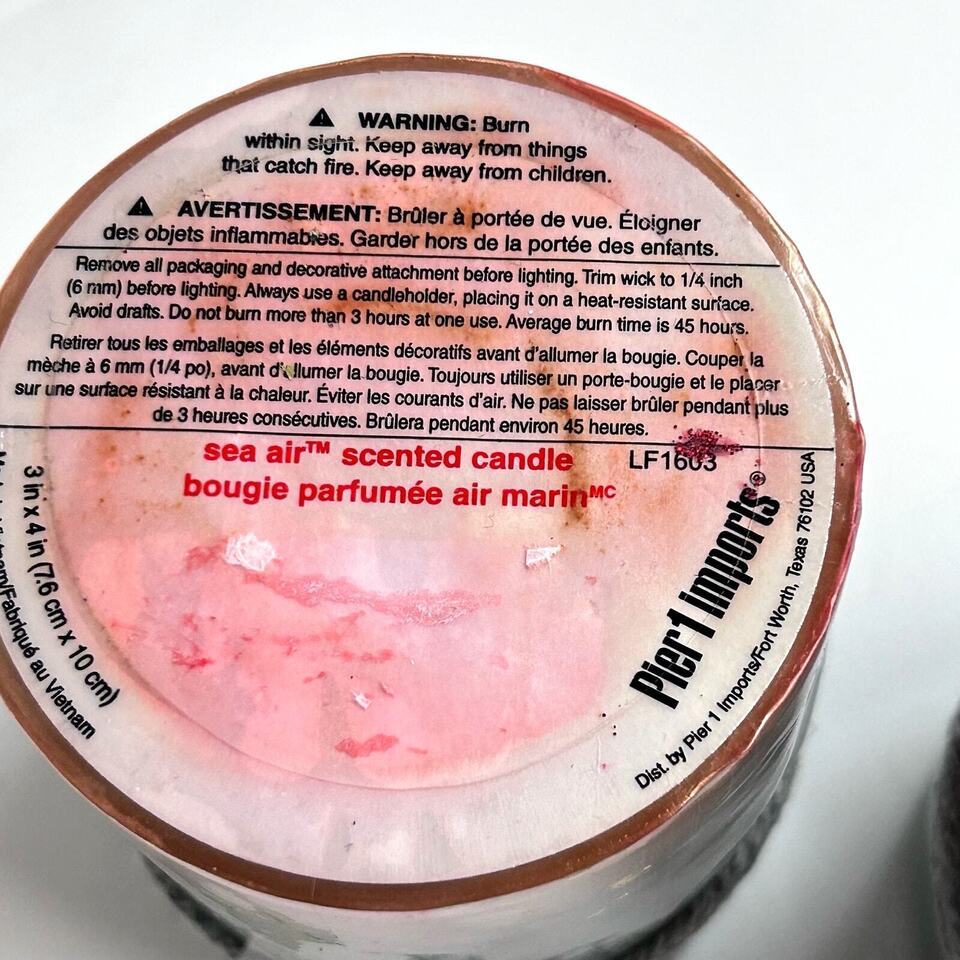 ⚠ WARNING: Burn
within sight. Keep away from things
that catch fire. Keep away from children.
⚠ AVERTISSEMENT: Brûler à portée de vue. Éloigner
des objets inflammables. Garder hors de la portée des enfants.
Remove all packaging and decorative attachment before lighting. Trim wick to 1/4 inch
(6 mm) before lighting. Always use a candleholder, placing it on a heat-resistant surface.
Avoid drafts. Do not burn more than 3 hours at one use. Average burn time is 45 hours.
Retirer tous les emballages et les éléments décoratifs avant d'allumer la bougie. Couper la
mèche à 6 mm (1/4 po), avant d'allumer la bougie. Toujours utiliser un porte-bougie et le placer
sur une surface résistant à la chaleur. Éviter les courants d'air. Ne pas laisser brûler pendant plus
de 3 heures consécutives. Brûlera pendant environ 45 heures.
sea air™ scented candle
LF1603
bougie parfumée air marinMC
3 in x 4 in (7.6 cm x 10 cm)
Vietnam/Fabriqué au Vietnam
Pier 1 imports®
Dist. by Pier 1 Imports/Fort Worth, Texas 76102 USA